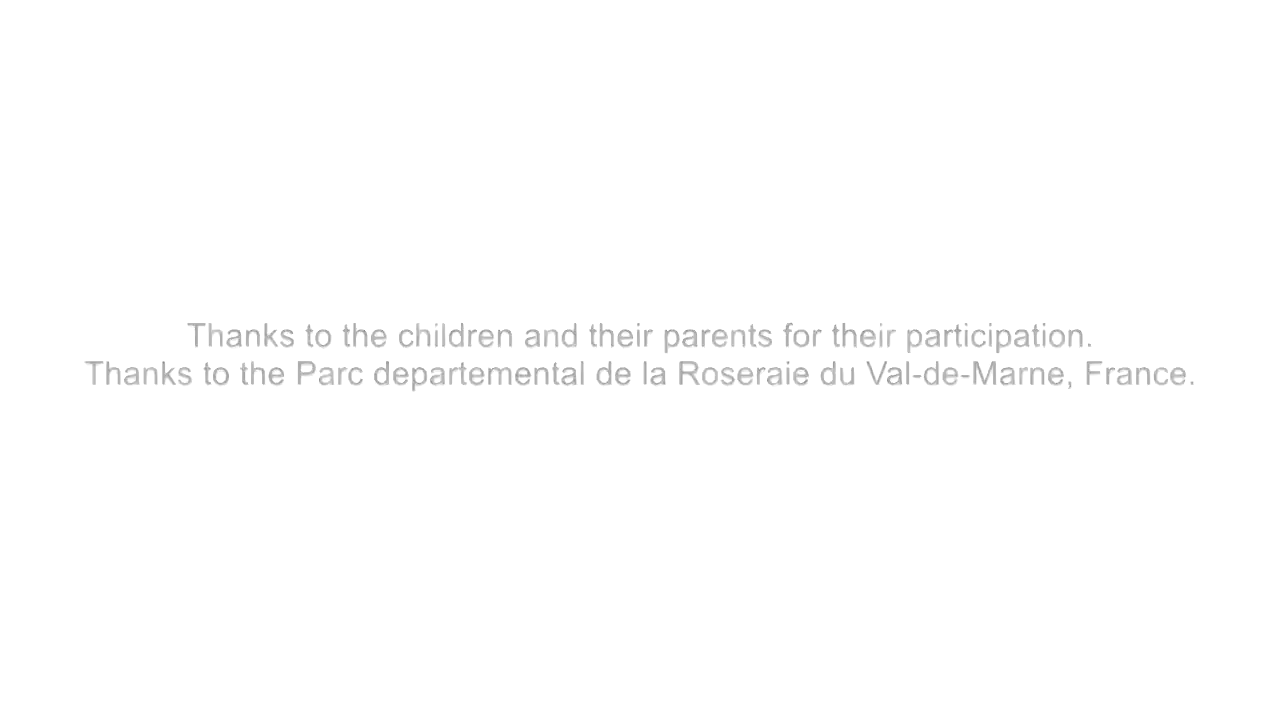 Thanks to the children and their parents for their participation.
Thanks to the Parc departemental de la Roseraie du Val-de-Marne, France.